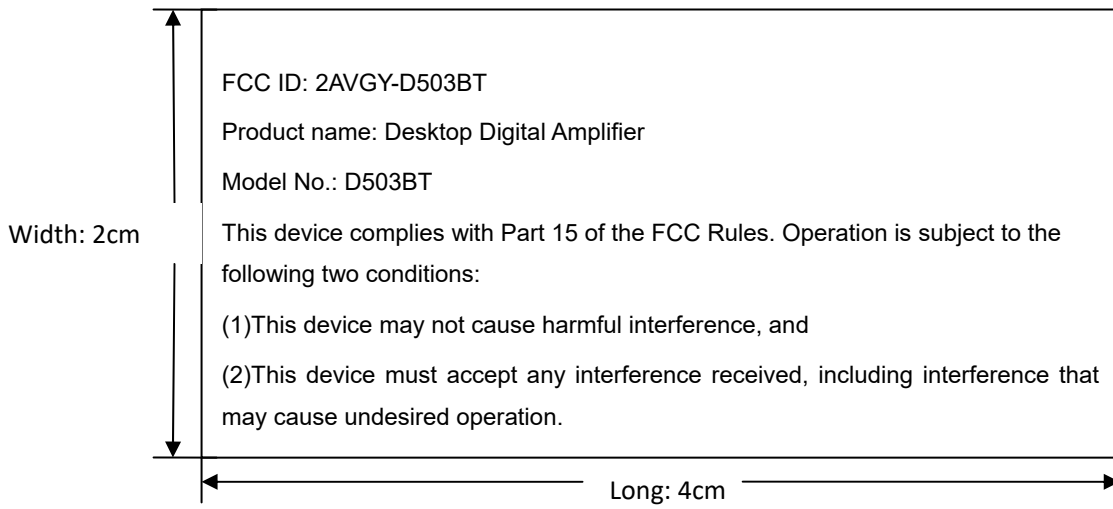 FCC ID: 2AVGY-D503BT
Product name: Desktop Digital Amplifier
Model No.: D503BT
Width: 2cm
This device complies with Part 15 of the FCC Rules. Operation is subject to the
following two conditions:
(1)This device may not cause harmful interference, and
(2)This device must accept any interference received, including interference that
may cause undesired operation.
Long: 4cm